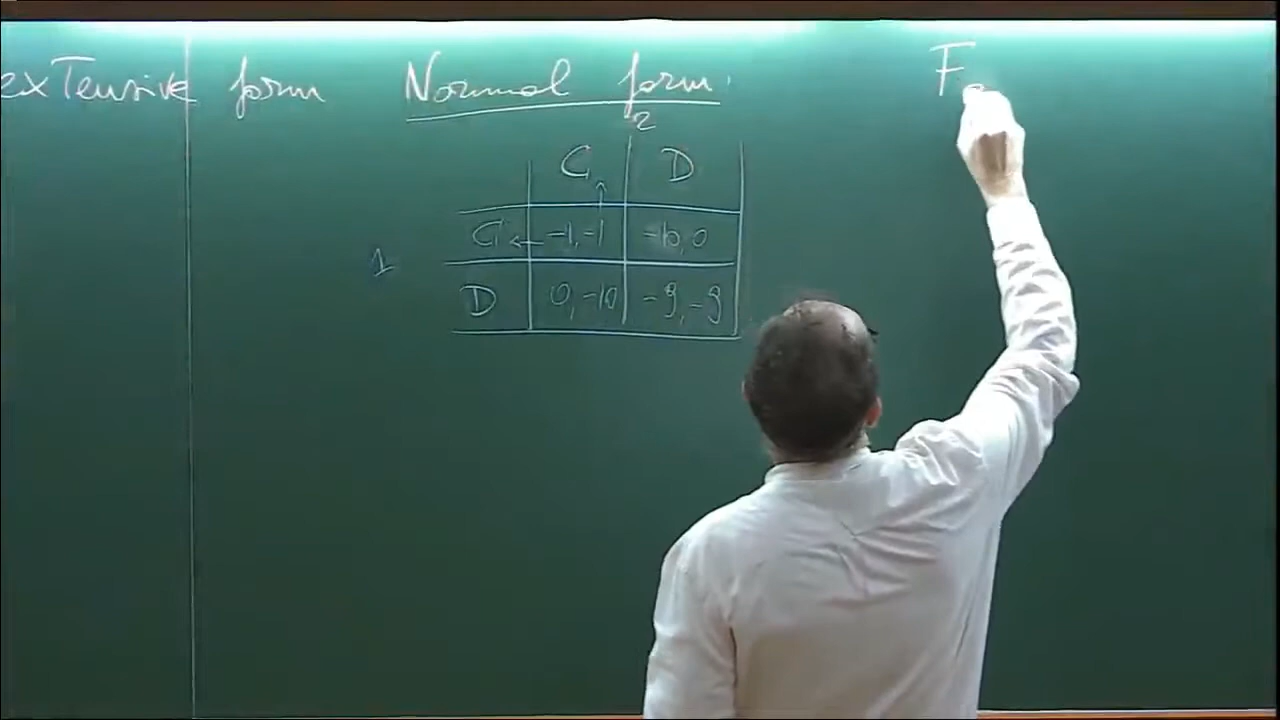 exTensive form Normal form F
2
C D
C -1,-1 -10,0
1
D 0,-10 -9,-9